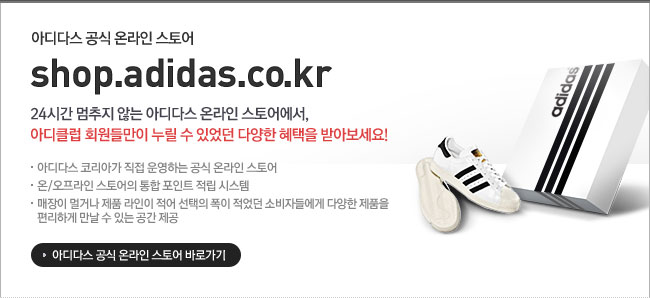 아디다스 공식 온라인 스토어
shop.adidas.co.kr
24시간 멈추지 않는 아디다스 온라인 스토어에서,
아디클럽 회원들만이 누릴 수 있었던 다양한 혜택을 받아보세요!
· 아디다스 코리아가 직접 운영하는 공식 온라인 스토어
· 온/오프라인 스토어의 통합 포인트 적립 시스템
· 매장이 멀거나 제품 라인이 적어 선택의 폭이 적었던 소비자들에게 다양한 제품을
편리하게 만날 수 있는 공간 제공
› 아디다스 공식 온라인 스토어 바로가기
adidas